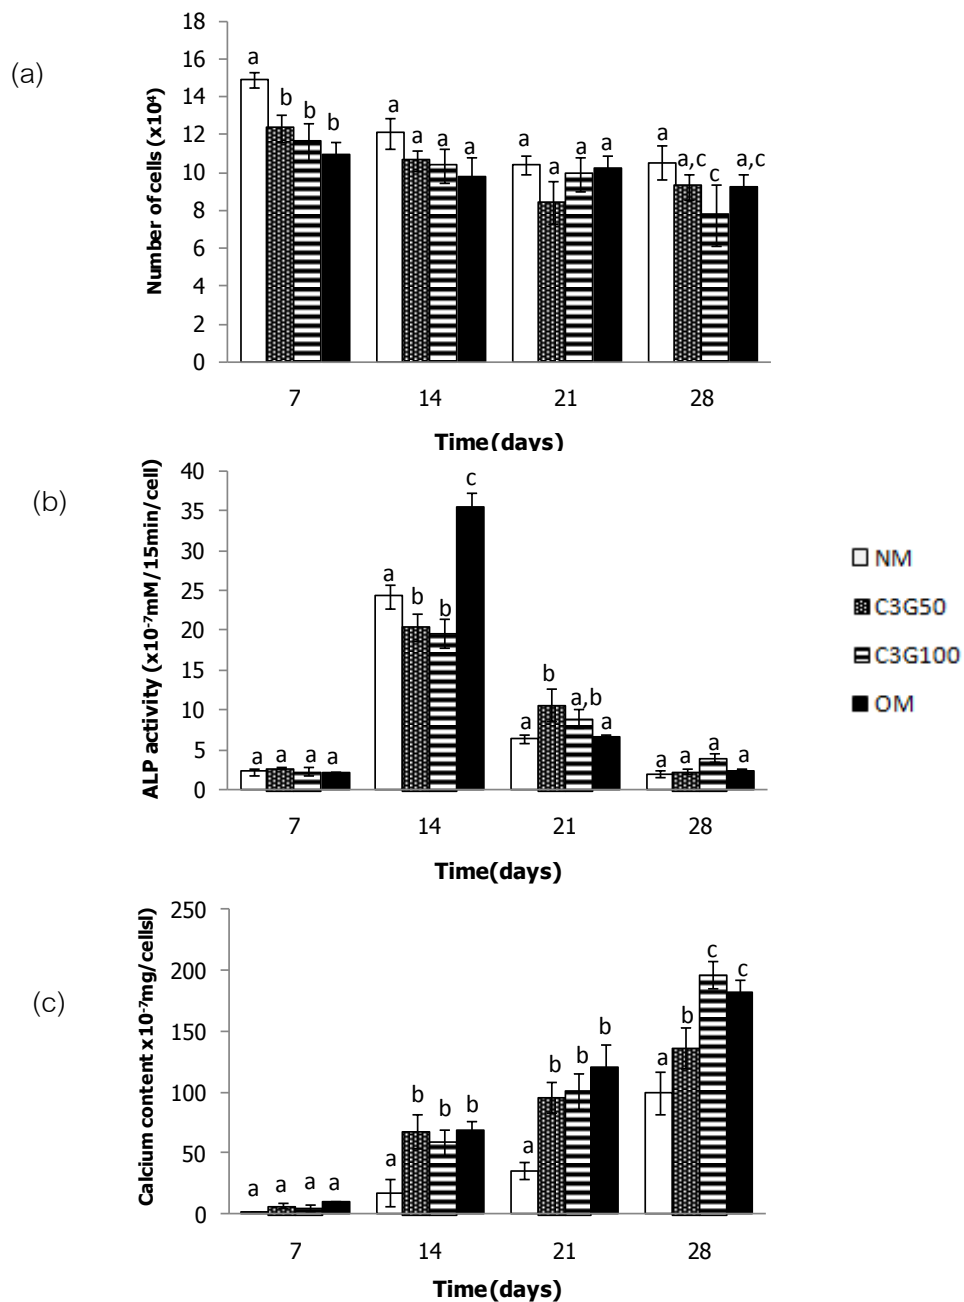 (a)
Number of cells (x10⁴)
18
16
14
12
10
8
6
4
2
0
a b b b
a a a a
a a a a
a a,c c a,c
7 14 21 28
Time(days)
(b)
ALP activity (x10⁻⁷mM/15min/cell)
40
35
30
25
20
15
10
5
0
a a a a
a b b c
a b a,b a
a a a a
7 14 21 28
Time(days)
NM
C3G50
C3G100
OM
(c)
Calcium content x10⁻⁷mg/cellsl)
250
200
150
100
50
0
a a a a
a b b b
a b b b
a b c c
7 14 21 28
Time(days)